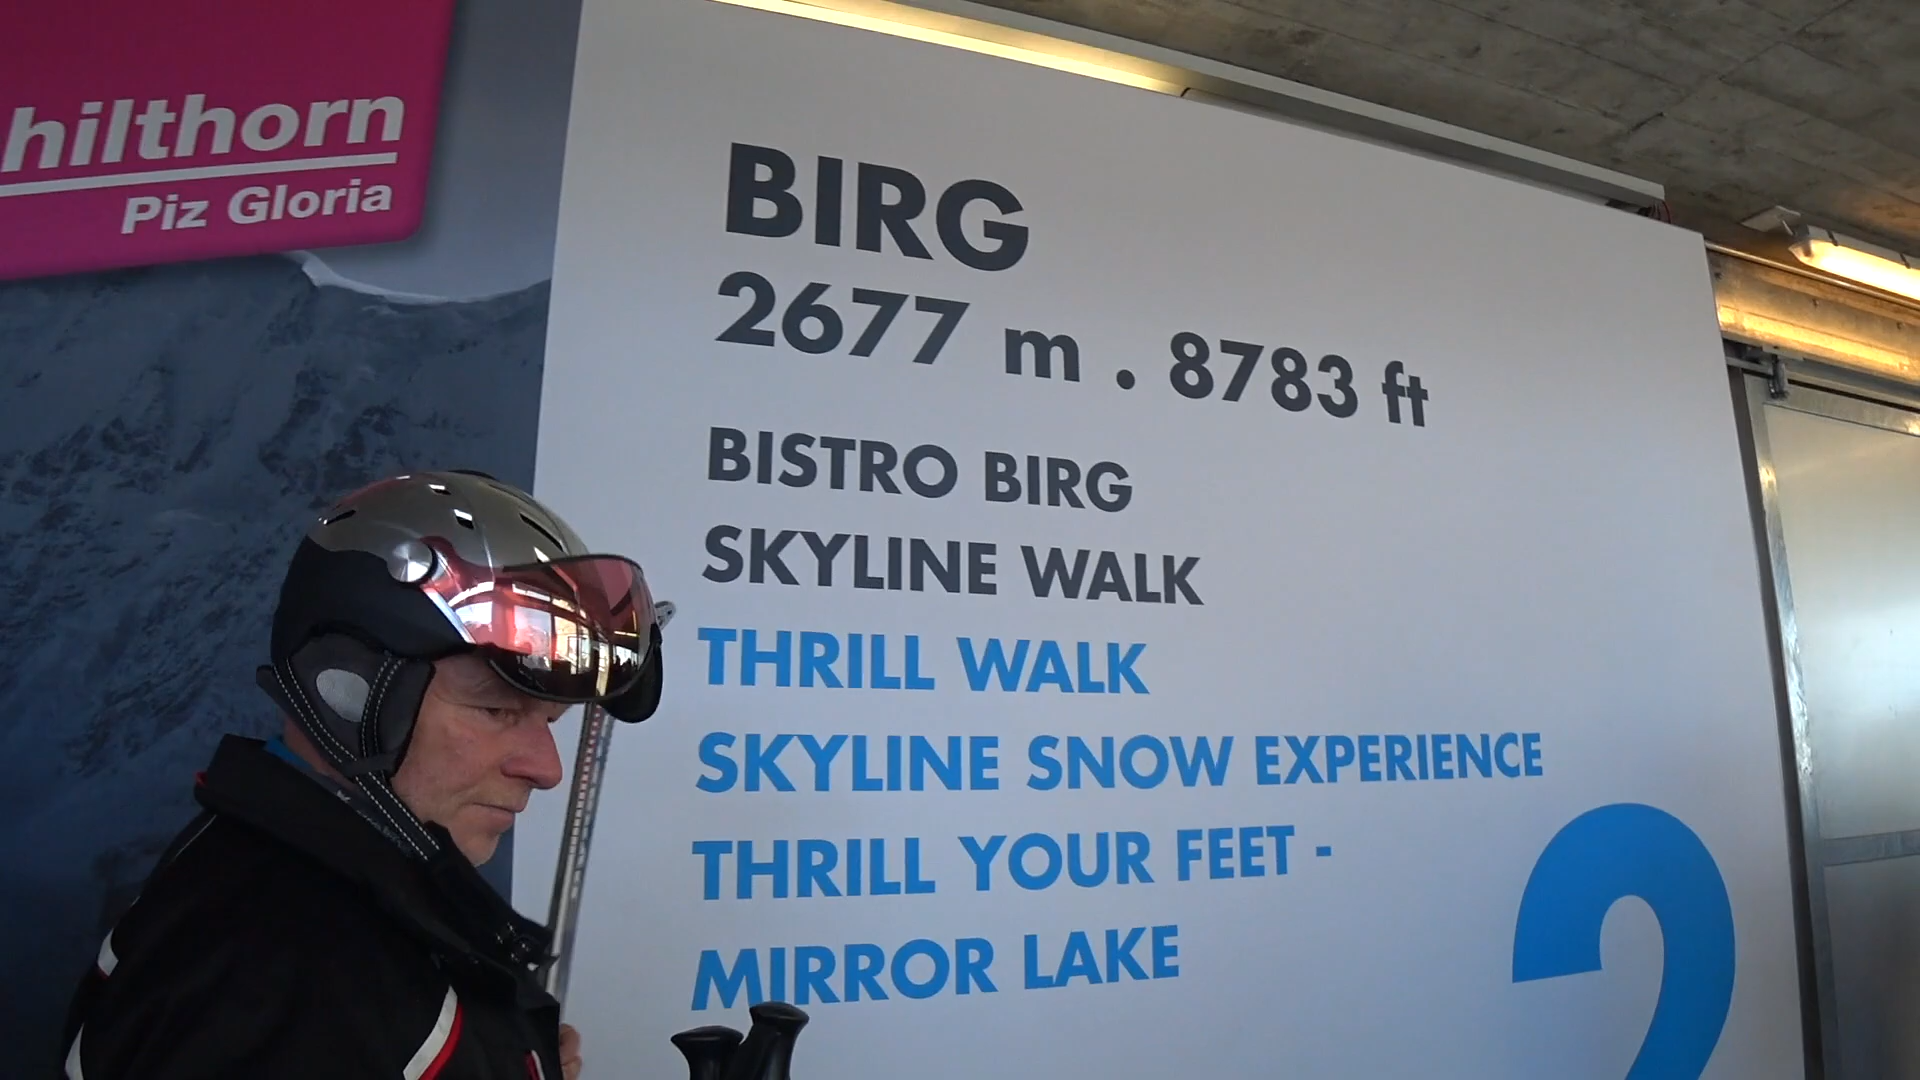 hilthorn
Piz Gloria
BIRG
2677 m . 8783 ft
BISTRO BIRG
SKYLINE WALK
THRILL WALK
SKYLINE SNOW EXPERIENCE
THRILL YOUR FEET -
MIRROR LAKE
2